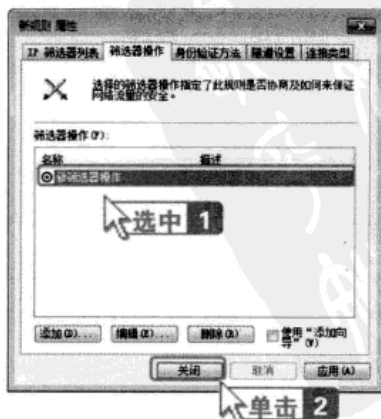 新规则 属性
IP 筛选器列表 筛选器操作 身份验证方法 隧道设置 连接类型
选择的筛选器操作指定了此规则是否协商及如何来保证
网络流量的安全。
筛选器操作(F):
名称 描述
新筛选器操作
选中 1
添加(D)... 编辑(E)... 删除(R) 使用"添加向
导"(W)
关闭 取消 应用(A)
单击 2